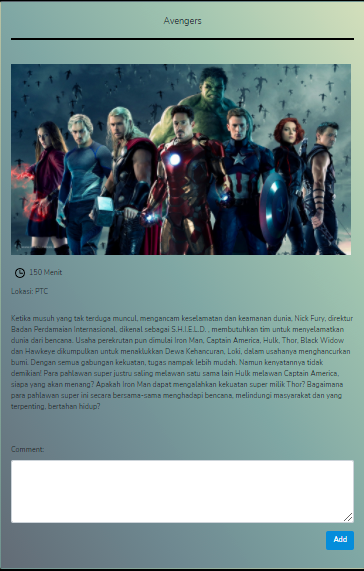 Avengers
150 Menit
Lokasi: PTC
Ketika musuh yang tak terduga muncul, mengancam keselamatan dan keamanan dunia, Nick Fury, direktur
Badan Perdamaian Internasional, dikenal sebagai S.H.I.E.L.D. , membutuhkan tim untuk menyelamatkan
dunia dari bencana. Usaha perekrutan pun dimulai Iron Man, Captain America, Hulk, Thor, Black Widow
dan Hawkeye dikumpulkan untuk menaklukkan Dewa Kehancuran, Loki, dalam usahanya menghancurkan
bumi. Dengan semua gabungan kekuatan, tugas nampak lebih mudah. Namun kenyatannya tidak
demikian! Para pahlawan super justru saling melawan satu sama lain Hulk melawan Captain America,
siapa yang akan menang? Apakah Iron Man dapat mengalahkan kekuatan super milik Thor? Bagaimana
para pahlawan super ini secara bersama-sama menghadapi bencana, melindungi masyarakat dan yang
terpenting, bertahan hidup?
Comment:
Add